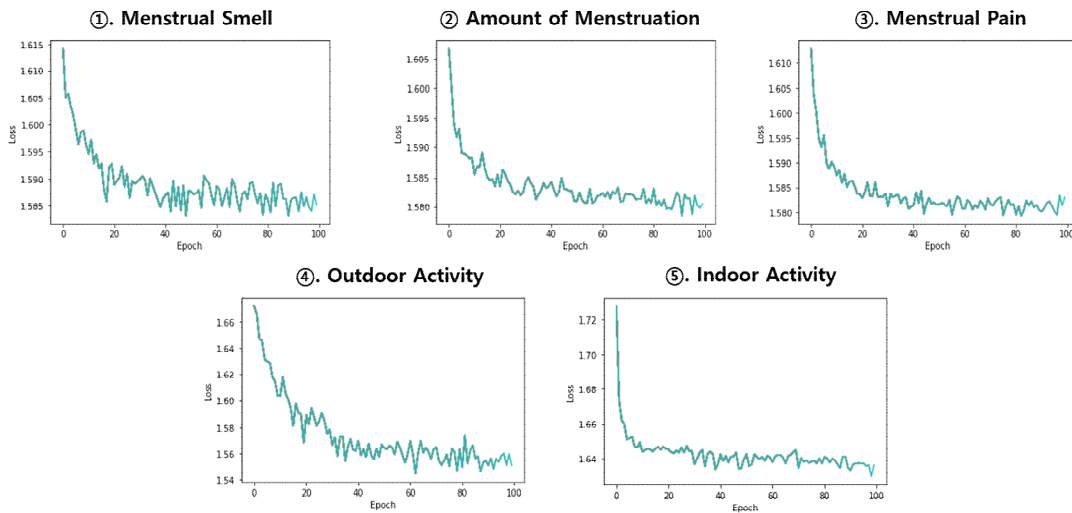 ①. Menstrual Smell
1.615
1.610
1.605
1.600
1.595
1.590
1.585
Loss
0 20 40 60 80 100
Epoch
② Amount of Menstruation
1.605
1.600
1.595
1.590
1.585
1.580
Loss
0 20 40 60 80 100
Epoch
③. Menstrual Pain
1.610
1.605
1.600
1.595
1.590
1.585
1.580
Loss
0 20 40 60 80 100
Epoch
④. Outdoor Activity
1.66
1.64
1.62
1.60
1.58
1.56
1.54
Loss
0 20 40 60 80 100
Epoch
⑤. Indoor Activity
1.72
1.70
1.68
1.66
1.64
Loss
0 20 40 60 80 100
Epoch